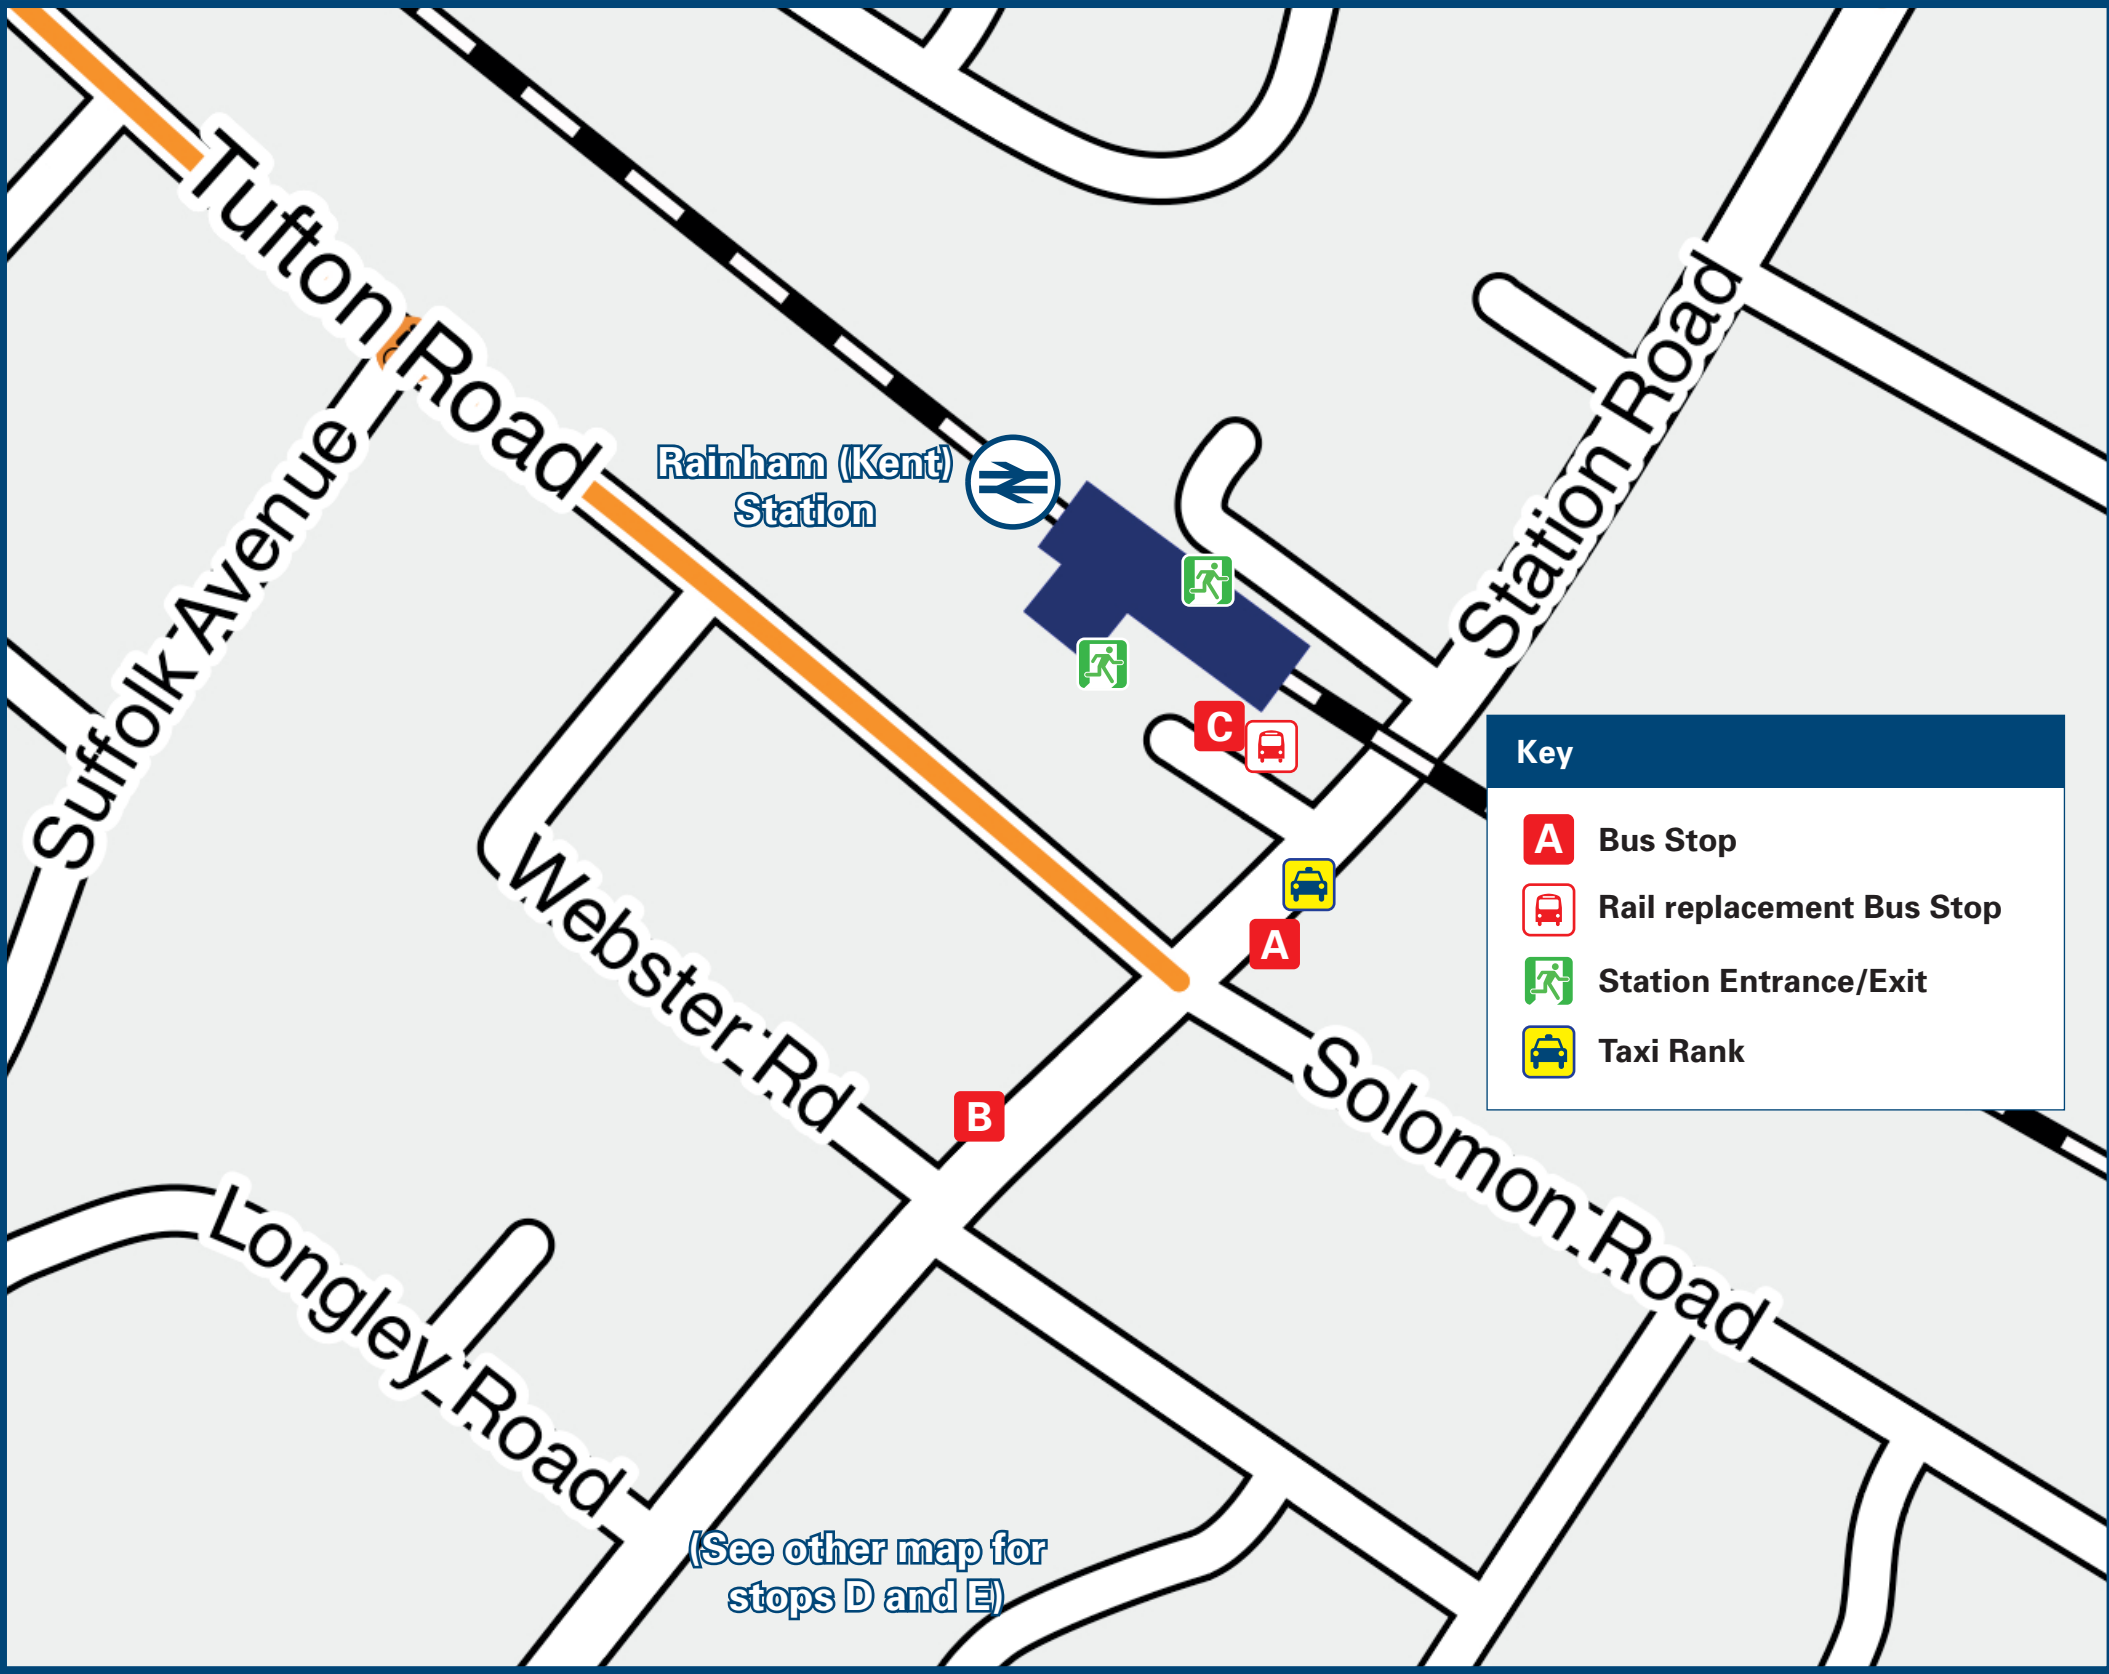 Tufton Road
Rainham (Kent)
Station
Station Road
Suffolk Avenue
C
A
B
Webster Rd
Solomon Road
Longley Road
(See other map for
stops D and E)
Key
A Bus Stop
Rail replacement Bus Stop
Station Entrance/Exit
Taxi Rank